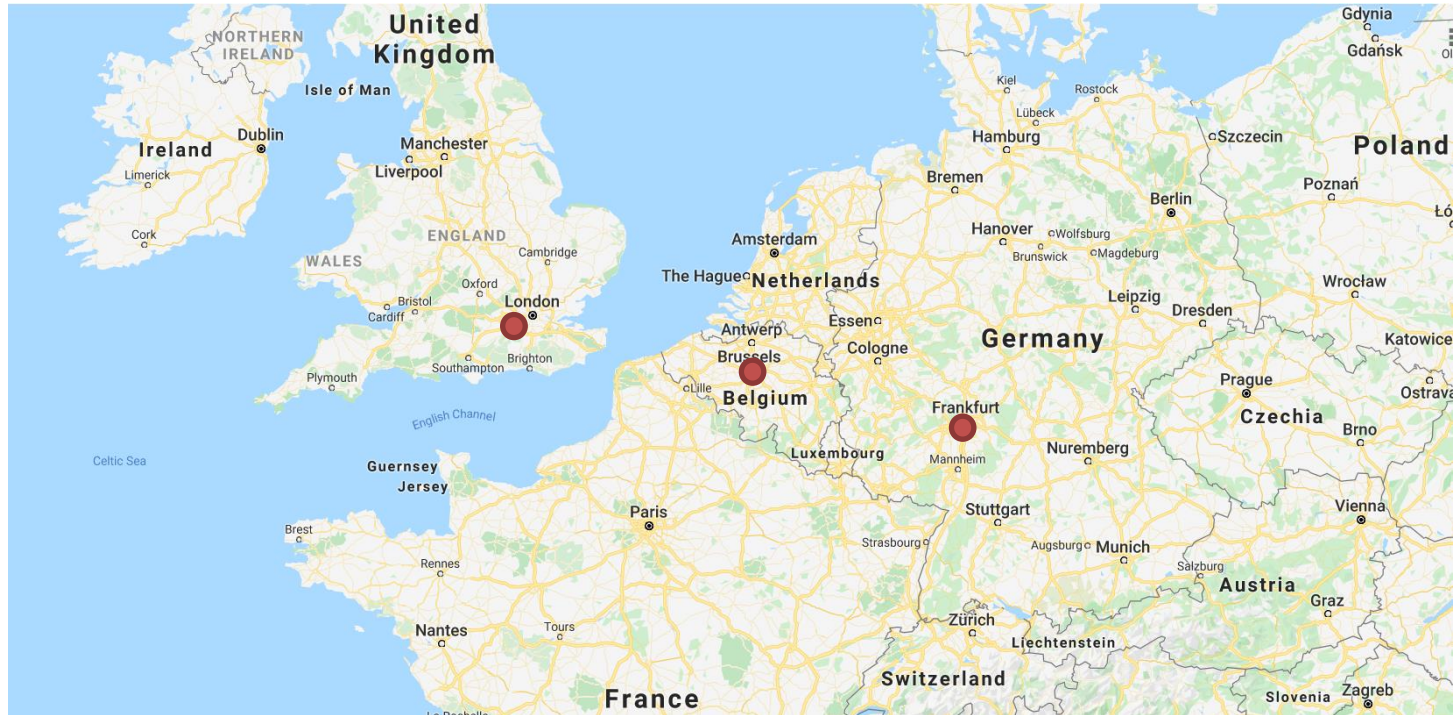 United
Kingdom
NORTHERN
IRELAND
Isle of Man
Dublin
Ireland
Limerick
Cork
Manchester
Liverpool
ENGLAND
WALES
Cambridge
Oxford
London
Bristol
Cardiff
Southampton
Brighton
Plymouth
English Channel
Celtic Sea
Guernsey
Jersey
Gdynia
Gdańsk
Kiel
Rostock
Lübeck
Hamburg
Szczecin
Poland
Bremen
Poznań
Berlin
Amsterdam
Hanover
Wolfsburg
Brunswick
Magdeburg
The Hague
Netherlands
Wrocław
Leipzig
Dresden
Essen
Antwerp
Germany
Katowice
Brussels
Cologne
Lille
Belgium
Prague
Frankfurt
Czechia
Brno
Luxembourg
Mannheim
Nuremberg
Paris
Stuttgart
Vienna
Brest
Strasbourg
Augsburg
Munich
Rennes
Salzburg
Austria
Graz
Nantes
Tours
Zürich
Liechtenstein
Switzerland
France
Slovenia
Zagreb